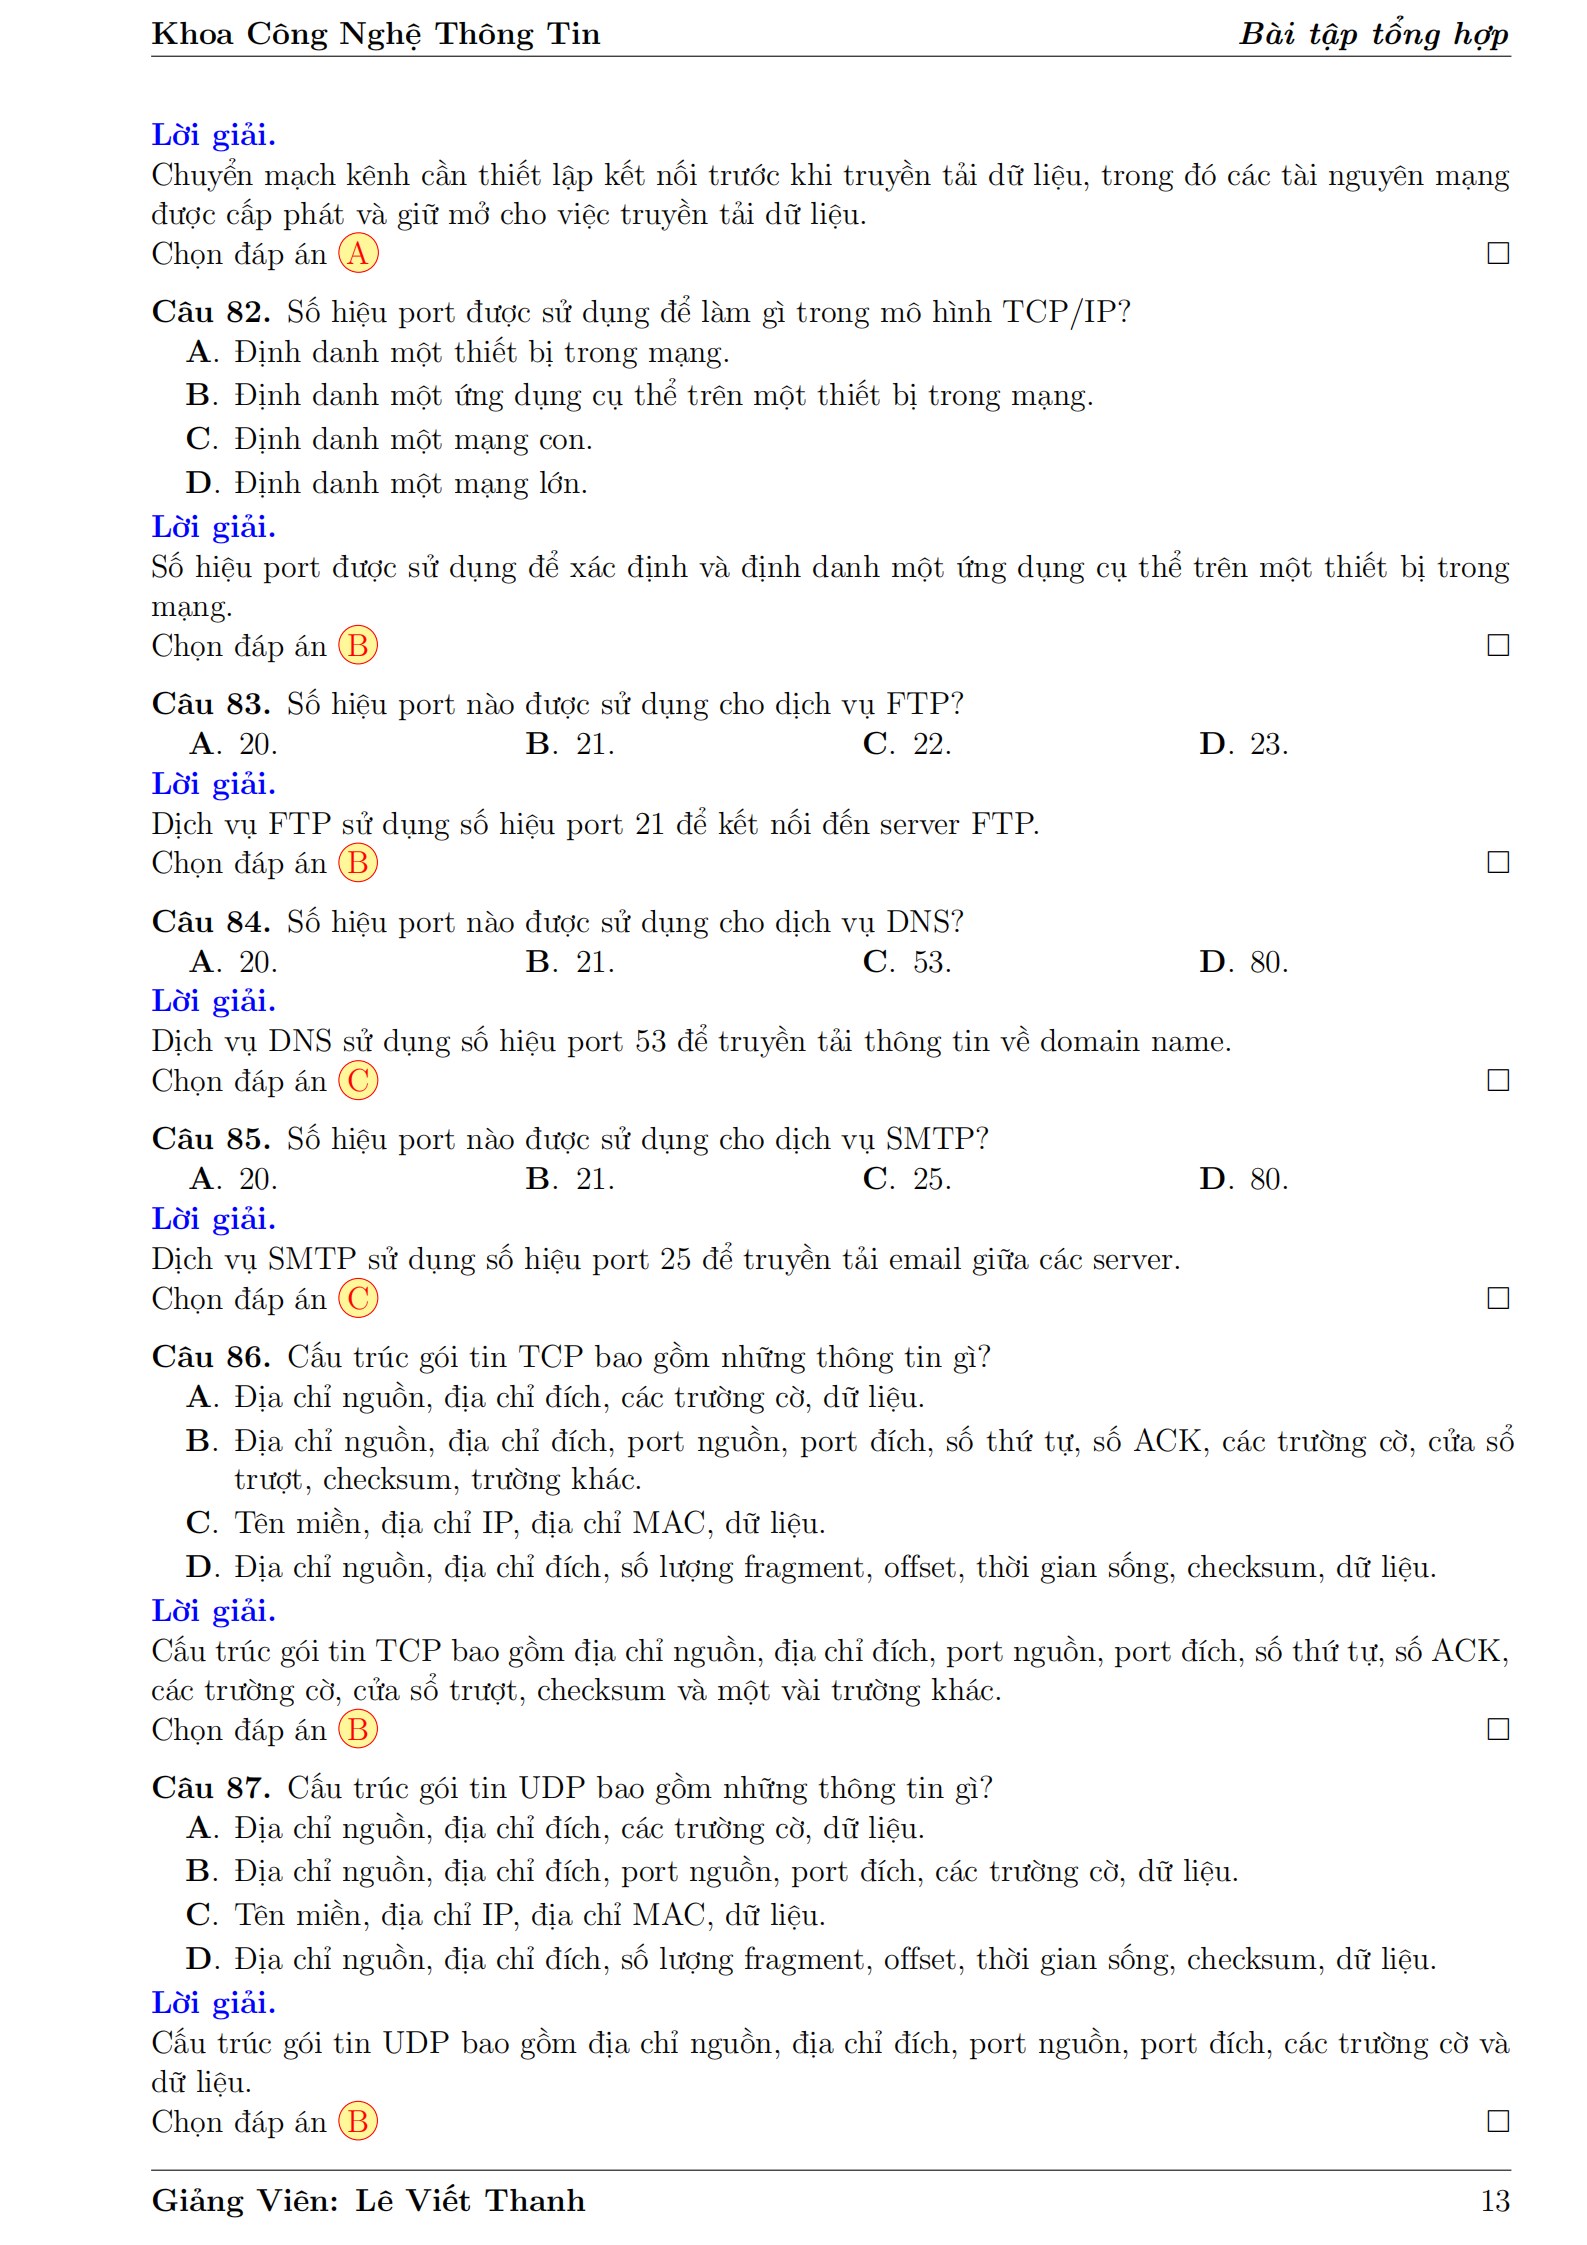 Khoa Công Nghệ Thông Tin Bài tập tổng hợp
Lời giải.
Chuyển mạch kênh cần thiết lập kết nối trước khi truyền tải dữ liệu, trong đó các tài nguyên mạng
được cấp phát và giữ mở cho việc truyền tải dữ liệu.
Chọn đáp án A □
Câu 82. Số hiệu port được sử dụng để làm gì trong mô hình TCP/IP?
A. Định danh một thiết bị trong mạng.
B. Định danh một ứng dụng cụ thể trên một thiết bị trong mạng.
C. Định danh một mạng con.
D. Định danh một mạng lớn.
Lời giải.
Số hiệu port được sử dụng để xác định và định danh một ứng dụng cụ thể trên một thiết bị trong
mạng.
Chọn đáp án B □
Câu 83. Số hiệu port nào được sử dụng cho dịch vụ FTP?
A. 20. B. 21. C. 22. D. 23.
Lời giải.
Dịch vụ FTP sử dụng số hiệu port 21 để kết nối đến server FTP.
Chọn đáp án B □
Câu 84. Số hiệu port nào được sử dụng cho dịch vụ DNS?
A. 20. B. 21. C. 53. D. 80.
Lời giải.
Dịch vụ DNS sử dụng số hiệu port 53 để truyền tải thông tin về domain name.
Chọn đáp án C □
Câu 85. Số hiệu port nào được sử dụng cho dịch vụ SMTP?
A. 20. B. 21. C. 25. D. 80.
Lời giải.
Dịch vụ SMTP sử dụng số hiệu port 25 để truyền tải email giữa các server.
Chọn đáp án C □
Câu 86. Cấu trúc gói tin TCP bao gồm những thông tin gì?
A. Địa chỉ nguồn, địa chỉ đích, các trường cờ, dữ liệu.
B. Địa chỉ nguồn, địa chỉ đích, port nguồn, port đích, số thứ tự, số ACK, các trường cờ, cửa sổ
trượt, checksum, trường khác.
C. Tên miền, địa chỉ IP, địa chỉ MAC, dữ liệu.
D. Địa chỉ nguồn, địa chỉ đích, số lượng fragment, offset, thời gian sống, checksum, dữ liệu.
Lời giải.
Cấu trúc gói tin TCP bao gồm địa chỉ nguồn, địa chỉ đích, port nguồn, port đích, số thứ tự, số ACK,
các trường cờ, cửa sổ trượt, checksum và một vài trường khác.
Chọn đáp án B □
Câu 87. Cấu trúc gói tin UDP bao gồm những thông tin gì?
A. Địa chỉ nguồn, địa chỉ đích, các trường cờ, dữ liệu.
B. Địa chỉ nguồn, địa chỉ đích, port nguồn, port đích, các trường cờ, dữ liệu.
C. Tên miền, địa chỉ IP, địa chỉ MAC, dữ liệu.
D. Địa chỉ nguồn, địa chỉ đích, số lượng fragment, offset, thời gian sống, checksum, dữ liệu.
Lời giải.
Cấu trúc gói tin UDP bao gồm địa chỉ nguồn, địa chỉ đích, port nguồn, port đích, các trường cờ và
dữ liệu.
Chọn đáp án B □
Giảng Viên: Lê Viết Thanh 13